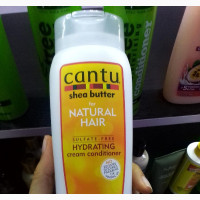 cantu
shea butter
for
NATURAL
HAIR
SULFATE FREE
HYDRATING
cream conditioner